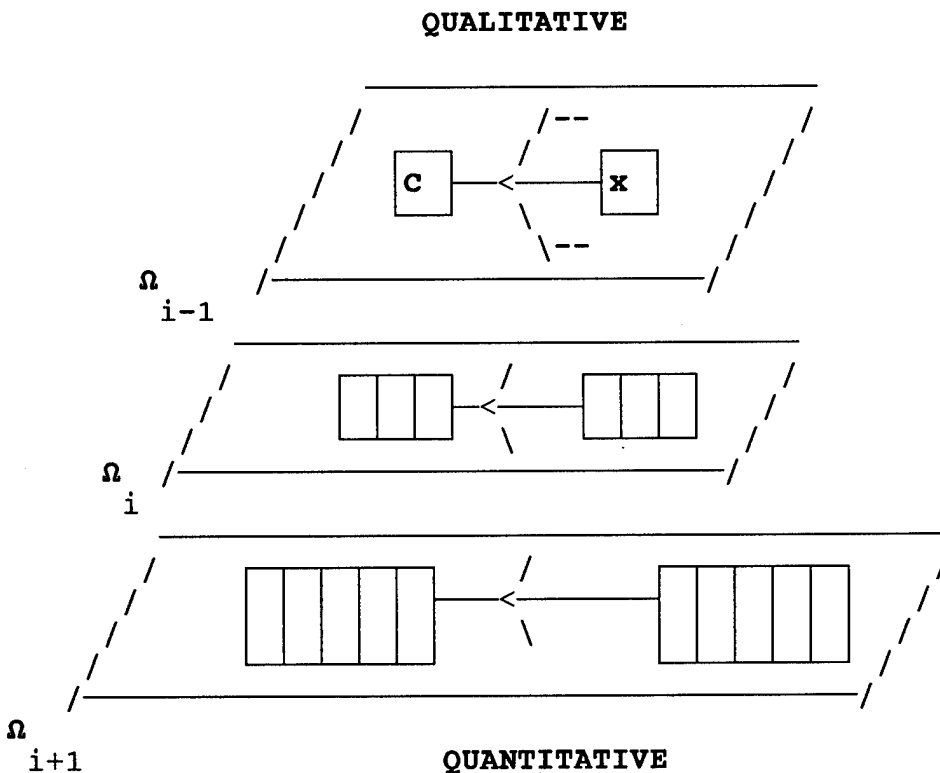 QUALITATIVE
C < x
Ω
i-1
<
Ω
i
<
Ω
i+1
QUANTITATIVE